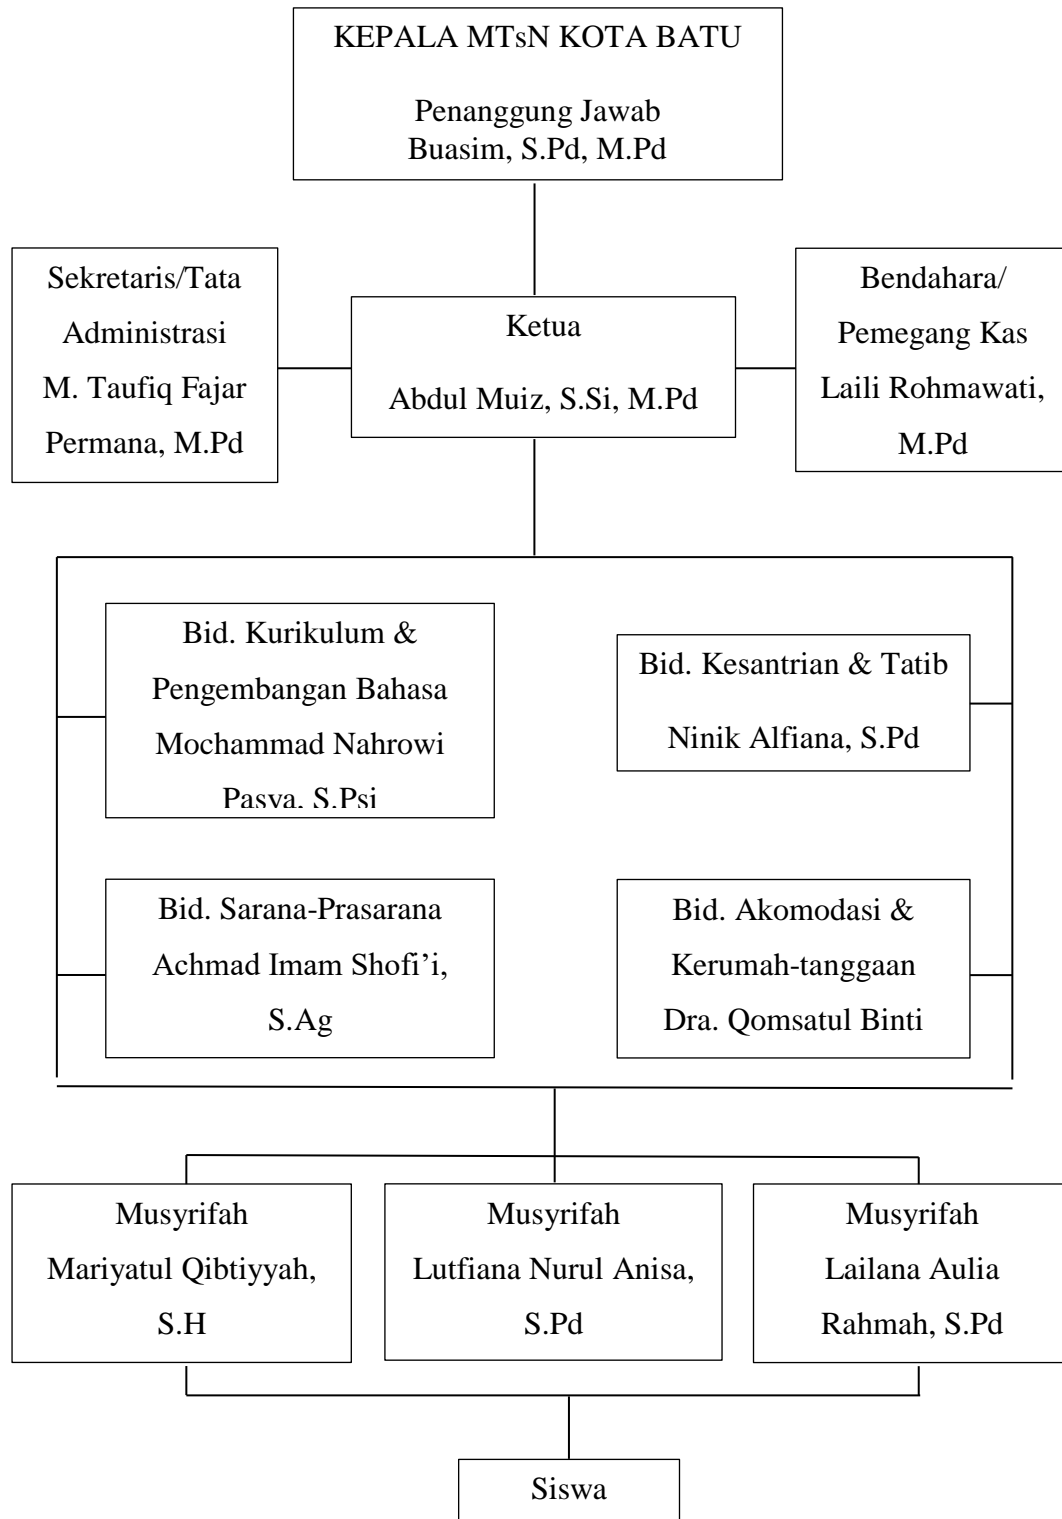 KEPALA MTsN KOTA BATU
Penanggung Jawab
Buasim, S.Pd, M.Pd
Sekretaris/Tata
Administrasi
M. Taufiq Fajar
Permana, M.Pd
Ketua
Abdul Muiz, S.Si, M.Pd
Bendahara/
Pemegang Kas
Laili Rohmawati,
M.Pd
Bid. Kurikulum &
Pengembangan Bahasa
Mochammad Nahrowi
Pasya, S.Psi
Bid. Kesantrian & Tatib
Ninik Alfiana, S.Pd
Bid. Sarana-Prasarana
Achmad Imam Shofi’i,
S.Ag
Bid. Akomodasi &
Kerumah-tanggaan
Dra. Qomsatul Binti
Musyrifah
Mariyatul Qibtiyyah,
S.H
Musyrifah
Lutfiana Nurul Anisa,
S.Pd
Musyrifah
Lailana Aulia
Rahmah, S.Pd
Siswa